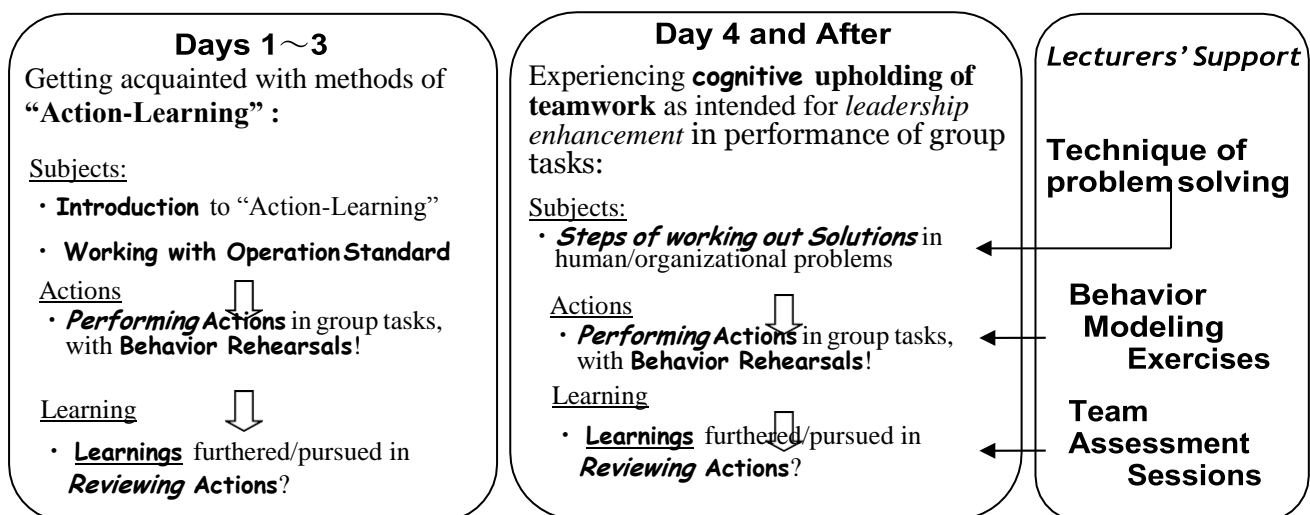 Days 1～3
Getting acquainted with methods of
“Action-Learning” :
Subjects:
・Introduction to “Action-Learning”
・ Working with Operation Standard
Actions
・Performing Actions in group tasks,
with Behavior Rehearsals!
Learning
・ Learnings furthered/pursued in
Reviewing Actions?
Day 4 and After
Experiencing cognitive upholding of
teamwork as intended for leadership
enhancement in performance of group
tasks:
Subjects:
・Steps of working out Solutions in
human/organizational problems
Actions
・Performing Actions in group tasks,
with Behavior Rehearsals!
Learning
・ Learnings furthered/pursued in
Reviewing Actions?
Lecturers’ Support
Technique of
problem solving
Behavior
Modeling
Exercises
Team
Assessment
Sessions